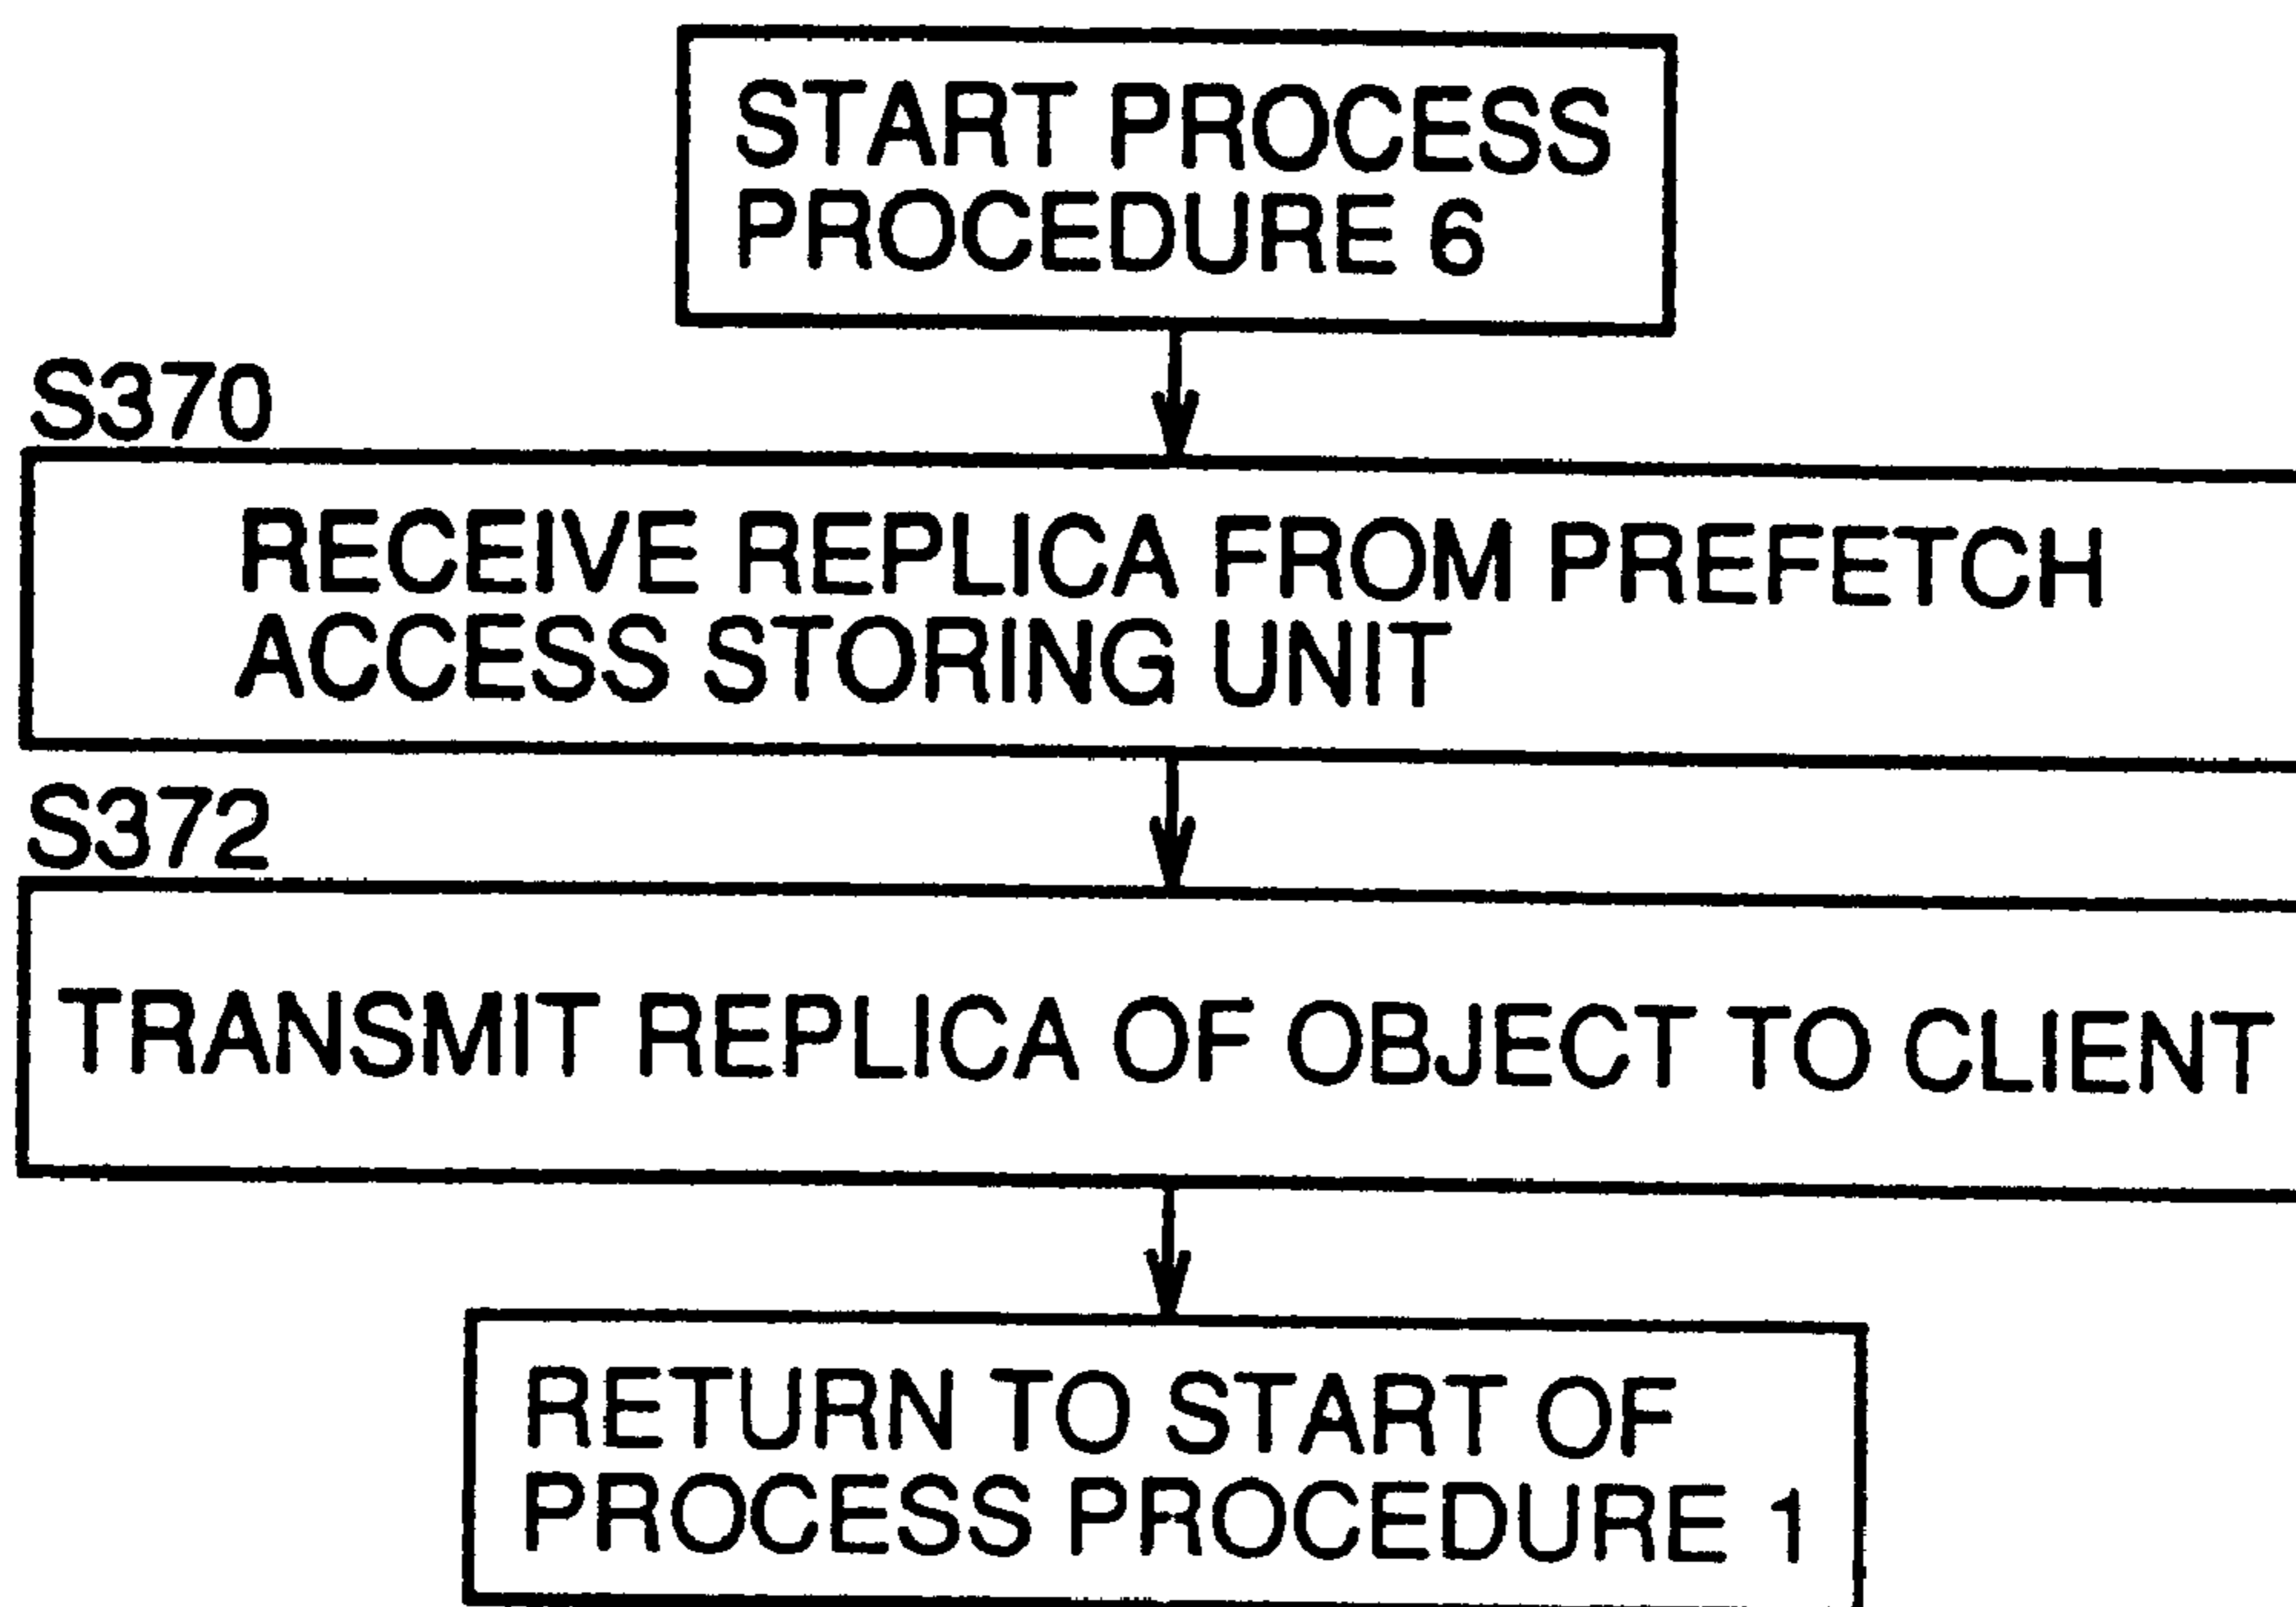 START PROCESS
PROCEDURE 6
S370
RECEIVE REPLICA FROM PREFETCH
ACCESS STORING UNIT
S372
TRANSMIT REPLICA OF OBJECT TO CLIENT
RETURN TO START OF
PROCESS PROCEDURE 1